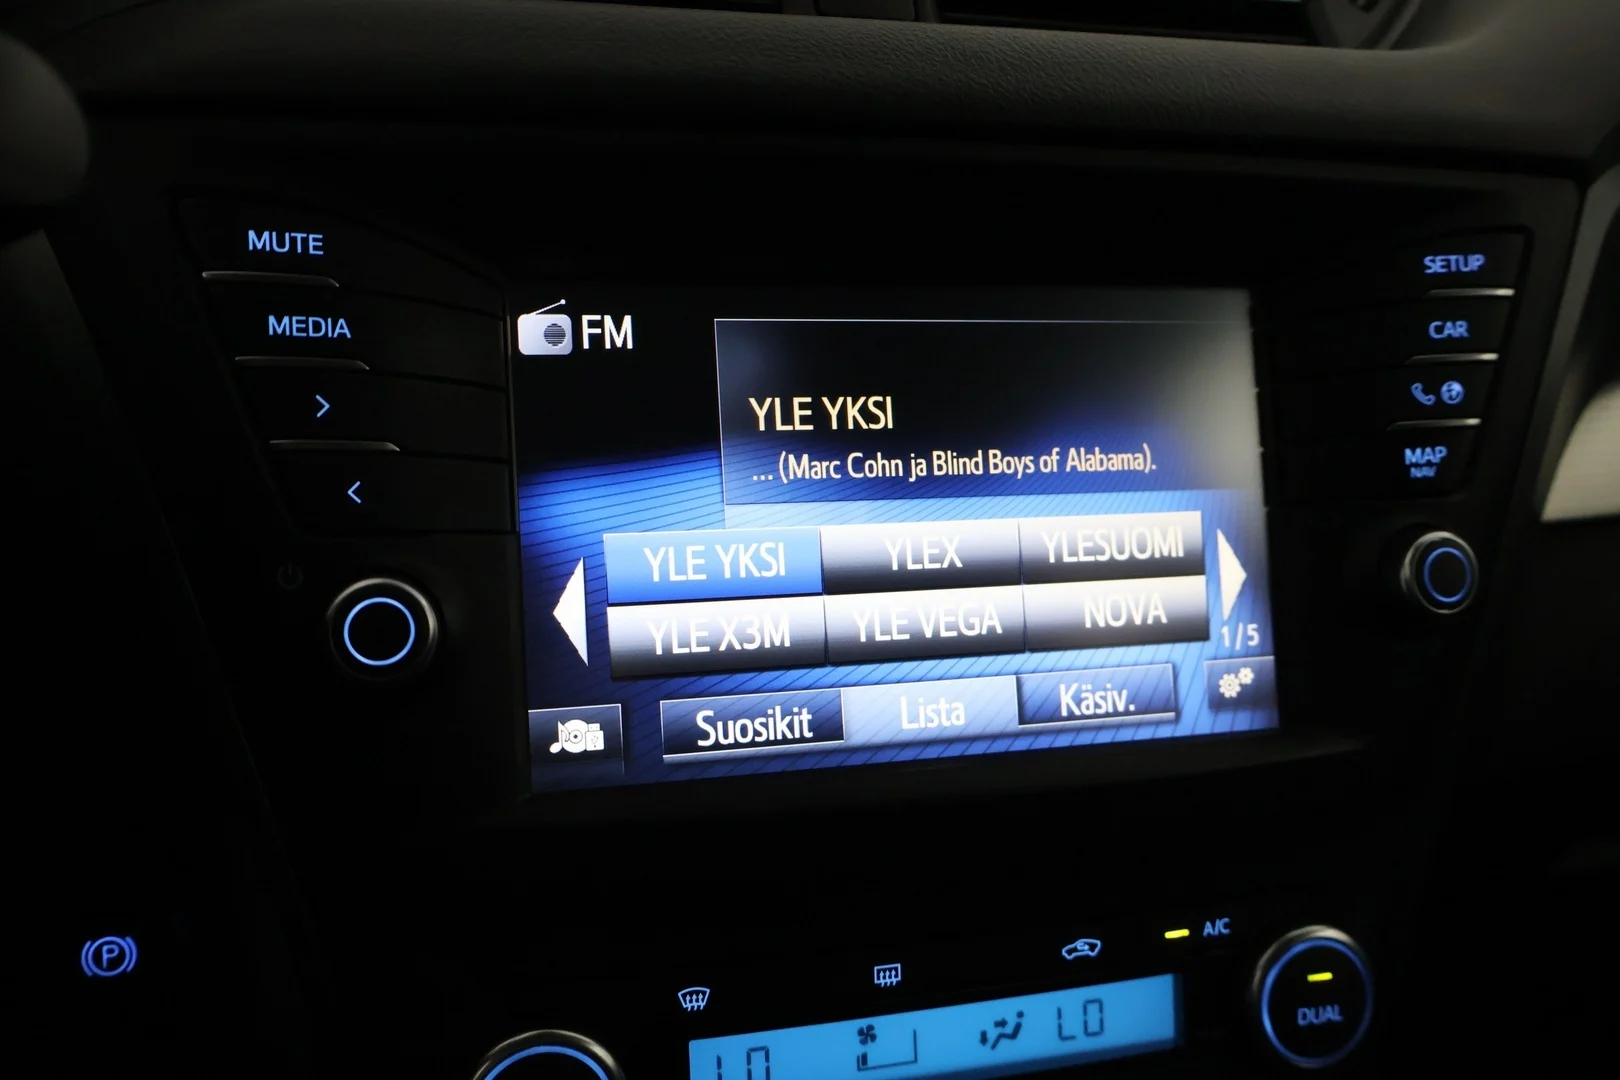 MUTE
MEDIA
FM
YLE YKSI
... (Marc Cohn ja Blind Boys of Alabama).
YLE YKSI YLEX YLESUOMI
YLE X3M YLE VEGA NOVA
1/5
Suosikit Lista Käsiv.
SETUP
CAR
MAP
NAV
P
A/C
LO LO
DUAL